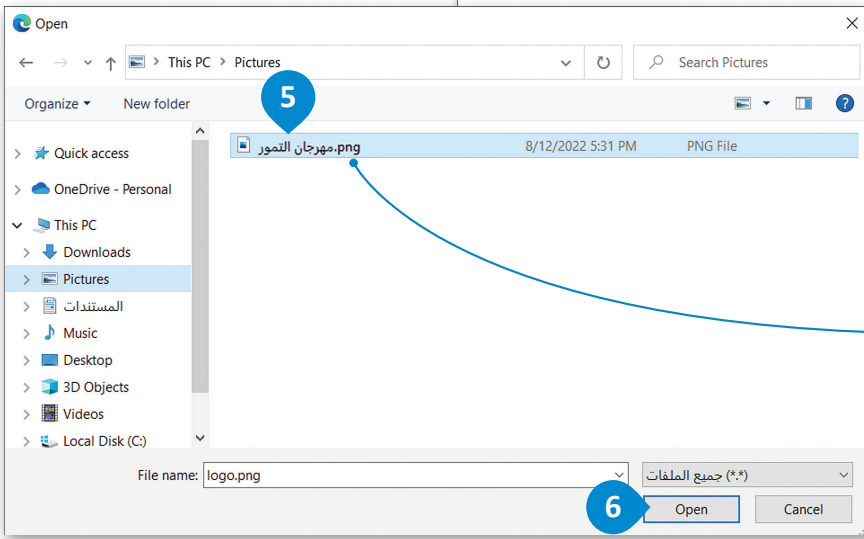 Open
This PC > Pictures
Search Pictures
Organize
New folder
5
?
Quick access
OneDrive - Personal
This PC
Downloads
Pictures
المستندات
Music
Desktop
3D Objects
Videos
Local Disk (C:)
مهرجان التمور.png
8/12/2022 5:31 PM
PNG File
File name:
logo.png
جميع الملفات (*.*)
6
Open
Cancel